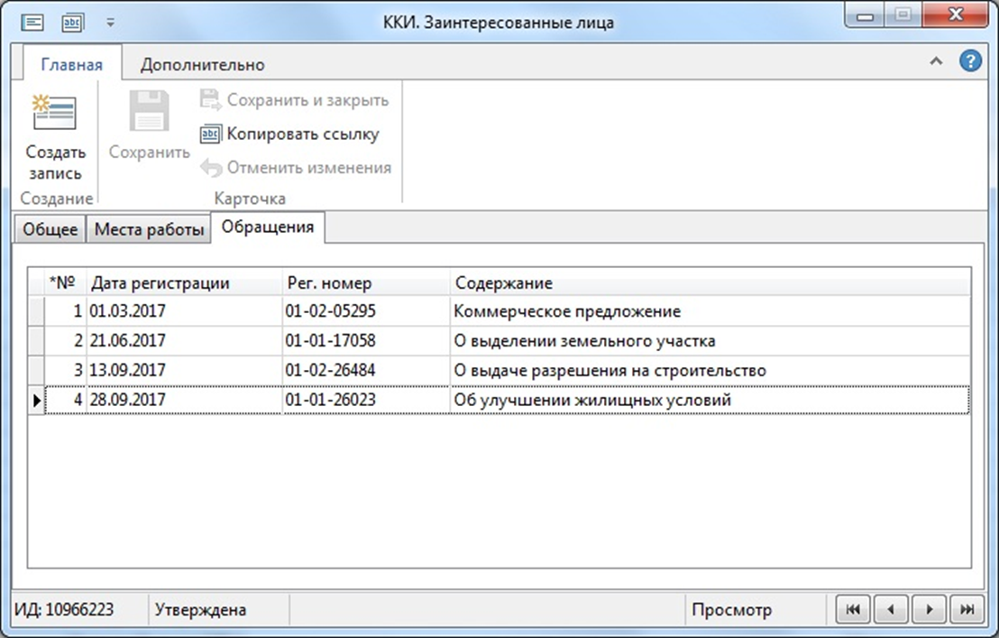 ККИ. Заинтересованные лица
Главная Дополнительно
Создать запись
Создание
Сохранить
Сохранить и закрыть
Копировать ссылку
Отменить изменения
Карточка
Общее Места работы Обращения
*№ Дата регистрации Рег. номер Содержание
1 01.03.2017 01-02-05295 Коммерческое предложение
2 21.06.2017 01-01-17058 О выделении земельного участка
3 13.09.2017 01-02-26484 О выдаче разрешения на строительство
4 28.09.2017 01-01-26023 Об улучшении жилищных условий
ИД: 10966223 Утверждена Просмотр